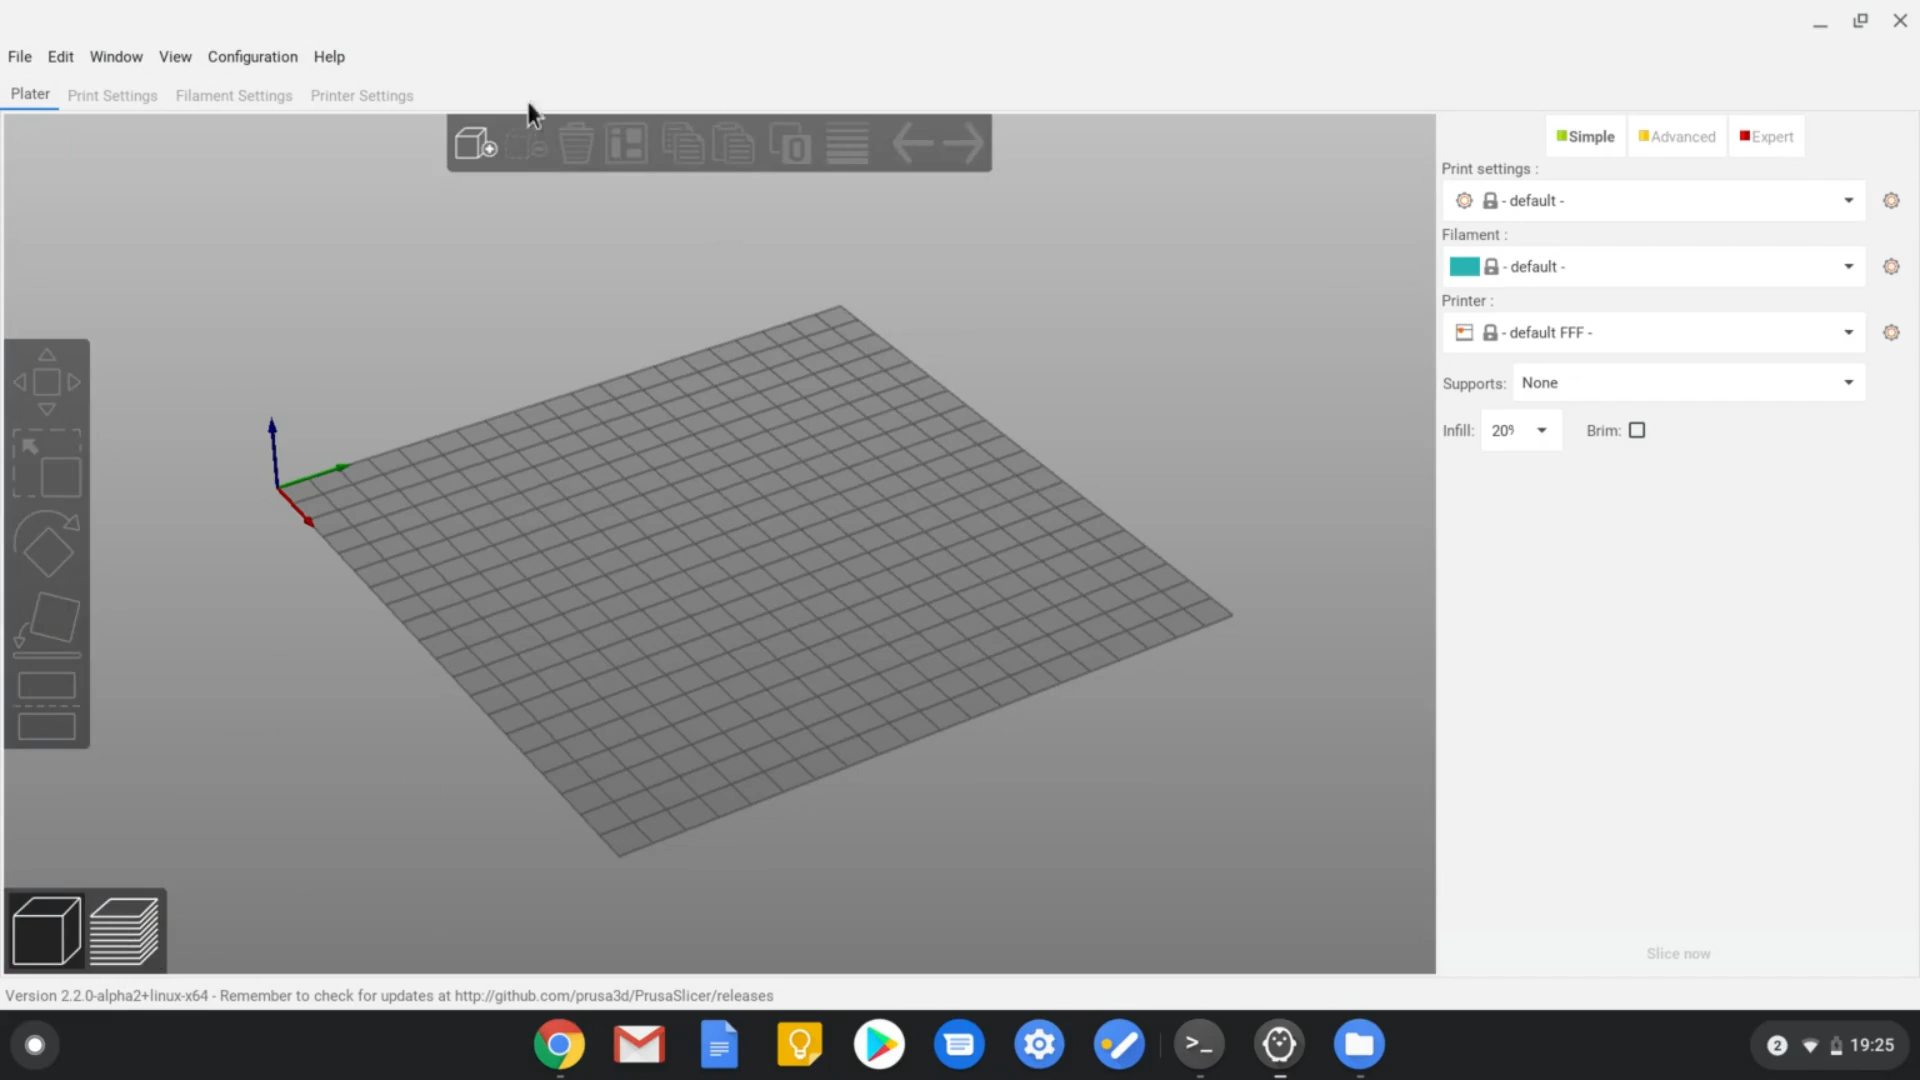 File Edit Window View Configuration Help
Plater Print Settings Filament Settings Printer Settings
Simple Advanced Expert
Print settings :
- default -
Filament :
- default -
Printer :
- default FFF -
Supports: None
Infill: 20% Brim:
Slice now
Version 2.2.0-alpha2+linux-x64 - Remember to check for updates at http://github.com/prusa3d/PrusaSlicer/releases
>_
2 19:25